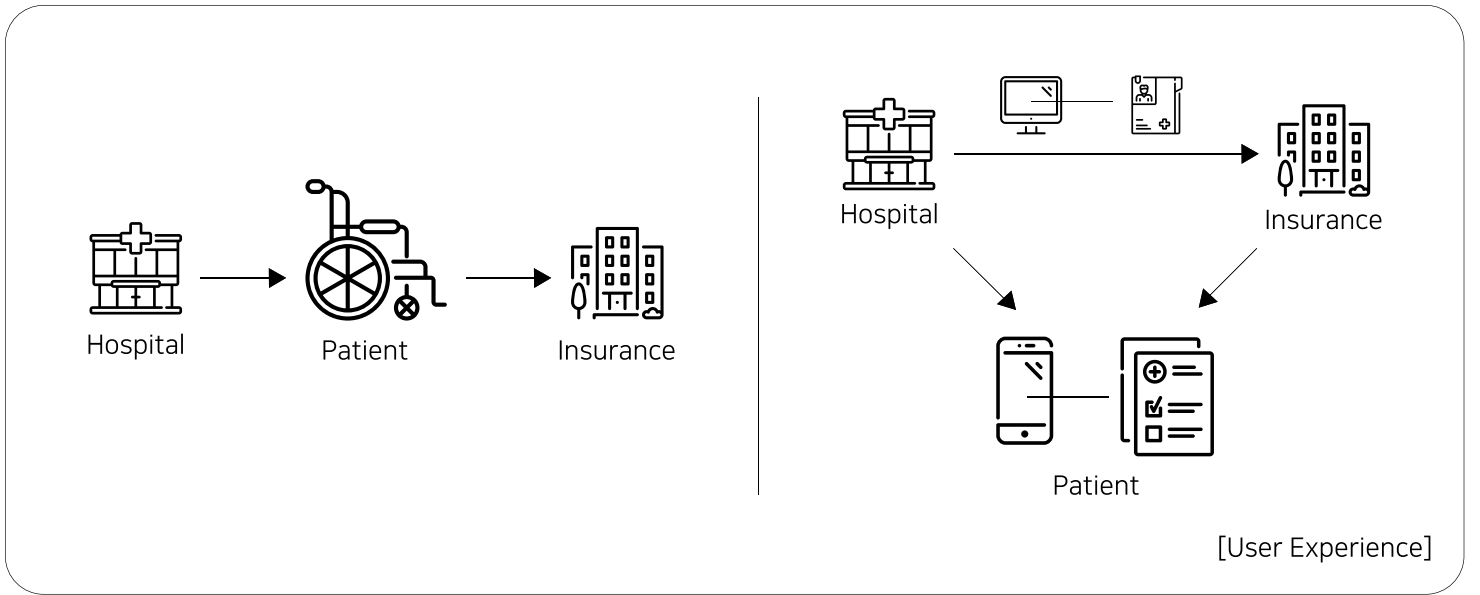 Hospital
Patient
Insurance
Hospital
Insurance
Patient
[User Experience]